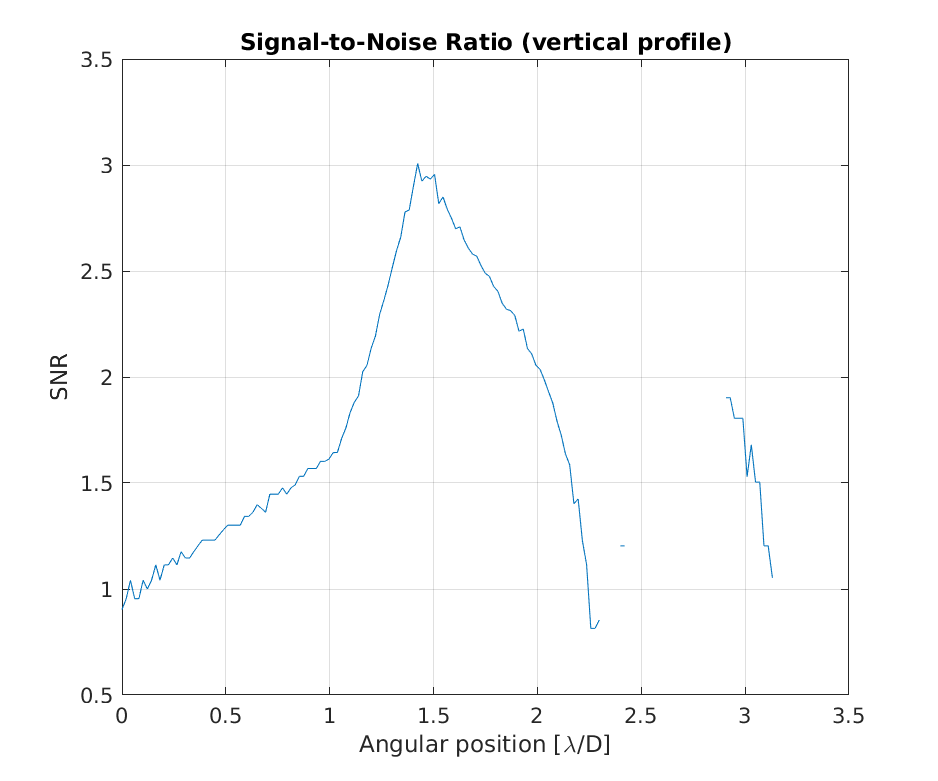 Signal-to-Noise Ratio (vertical profile)
3.5
3
2.5
2
1.5
1
0.5
SNR
0 0.5 1 1.5 2 2.5 3 3.5
Angular position [λ/D]